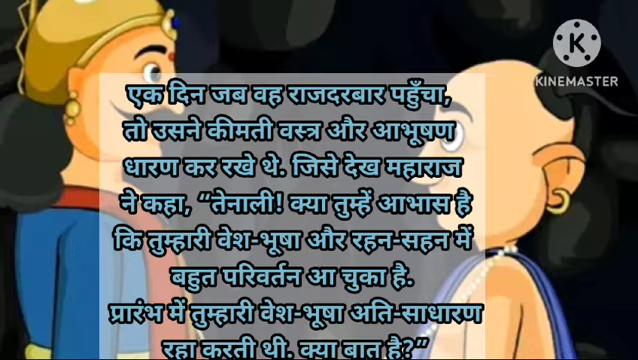 KINEMASTER
एक दिन जब वह राजदरबार पहुँचा,
तो उसने कीमती वस्त्र और आभूषण
धारण कर रखे थे. जिसे देख महाराज
ने कहा, “तेनाली! क्या तुम्हें आभास है
कि तुम्हारी वेश-भूषा और रहन-सहन में
बहुत परिवर्तन आ चुका है.
प्रारंभ में तुम्हारी वेश-भूषा अति-साधारण
रहा करती थी. क्या बात है?”